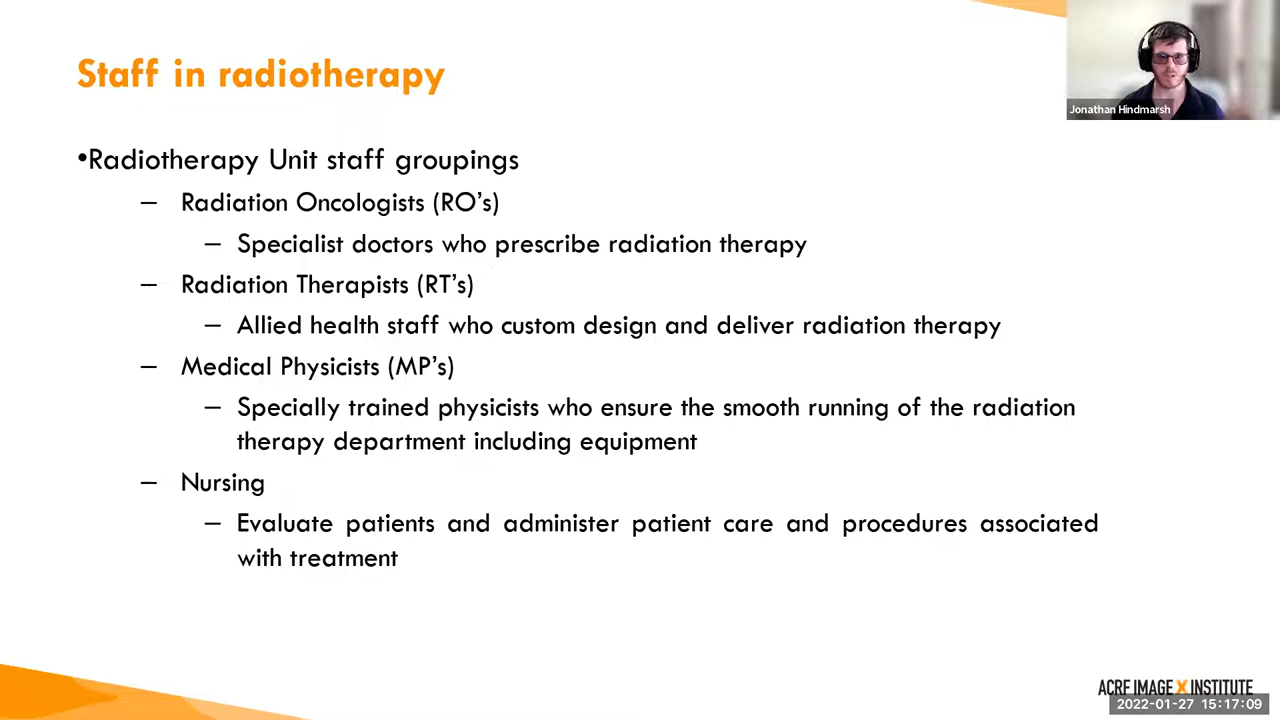 Staff in radiotherapy
Jonathan Hindmarsh
•Radiotherapy Unit staff groupings
– Radiation Oncologists (RO's)
– Specialist doctors who prescribe radiation therapy
– Radiation Therapists (RT's)
– Allied health staff who custom design and deliver radiation therapy
– Medical Physicists (MP's)
– Specially trained physicists who ensure the smooth running of the radiation
therapy department including equipment
– Nursing
– Evaluate patients and administer patient care and procedures associated
with treatment
ACRF IMAGE X INSTITUTE
2022-01-27 15:17:09